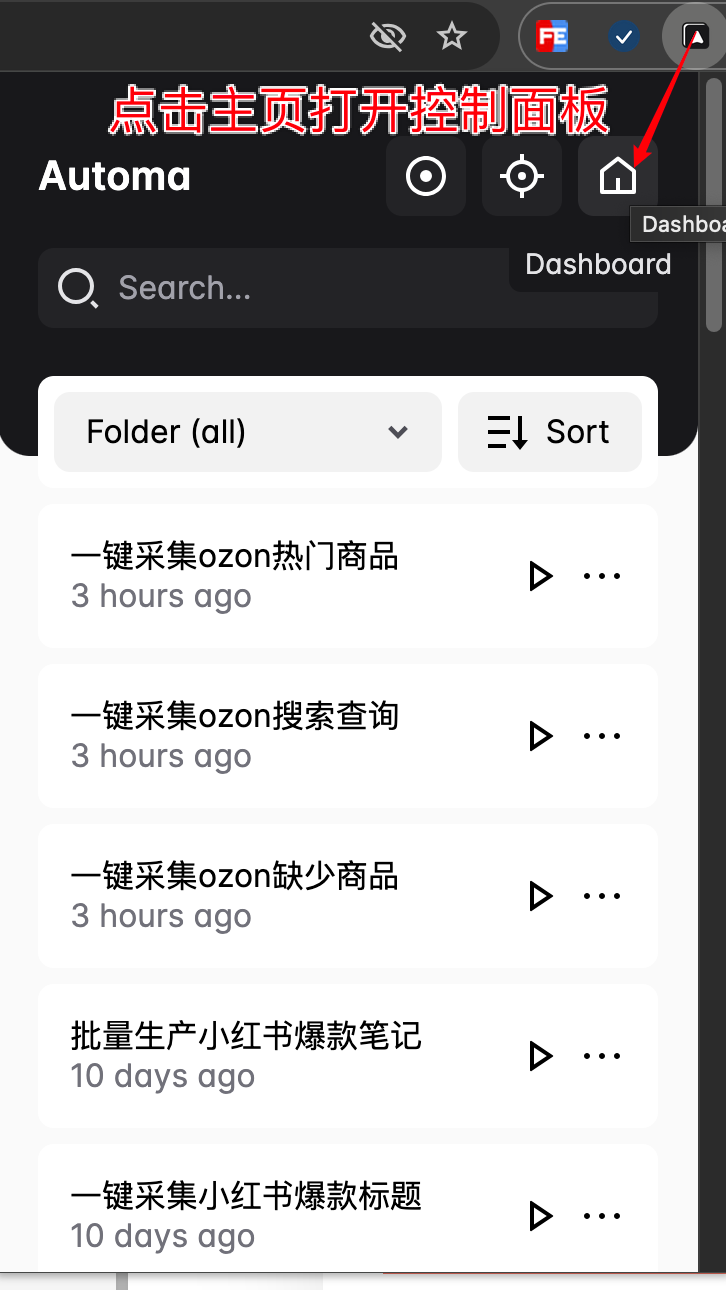 FE
点击主页打开控制面板
Automa
Dashboa
Dashboard
Search...
Folder (all)
Sort
一键采集ozon热门商品
3 hours ago
一键采集ozon搜索查询
3 hours ago
一键采集ozon缺少商品
3 hours ago
批量生产小红书爆款笔记
10 days ago
一键采集小红书爆款标题
10 days ago